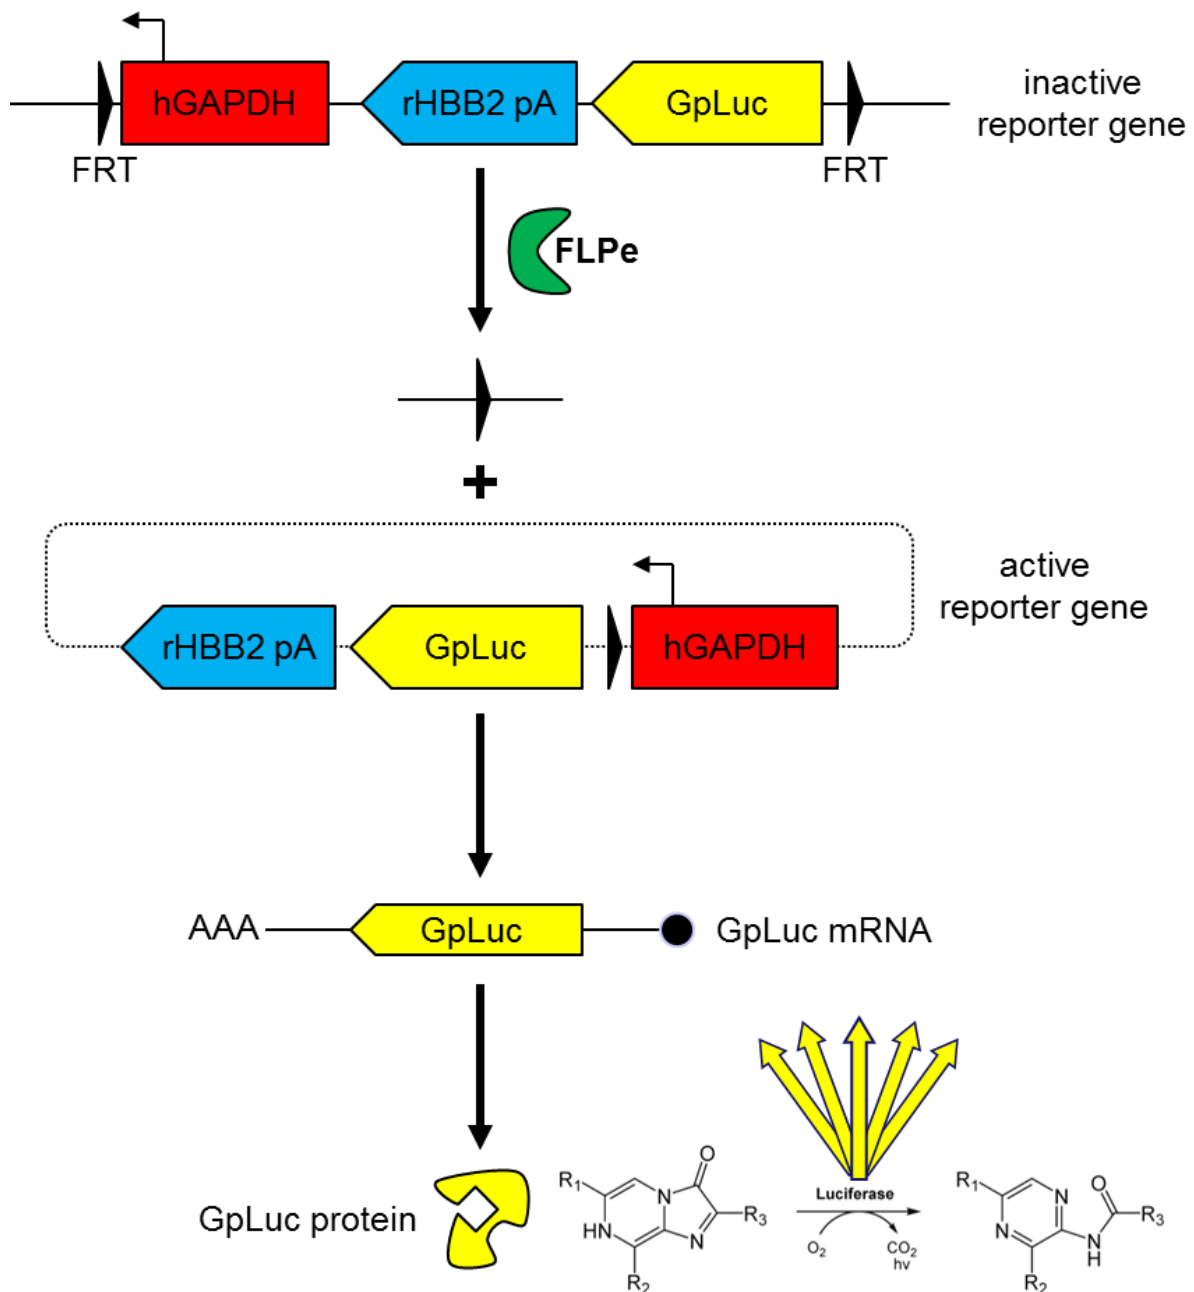 hGAPDH
rHBB2 pA
GpLuc
inactive
reporter gene
FRT
FRT
FLPe
+
active
reporter gene
rHBB2 pA
GpLuc
hGAPDH
AAA
GpLuc
GpLuc mRNA
GpLuc protein
R1
O
N
R3
HN
N
R2
Luciferase
O2
CO2
hν
R1
N
O
R3
N
N
H
R2